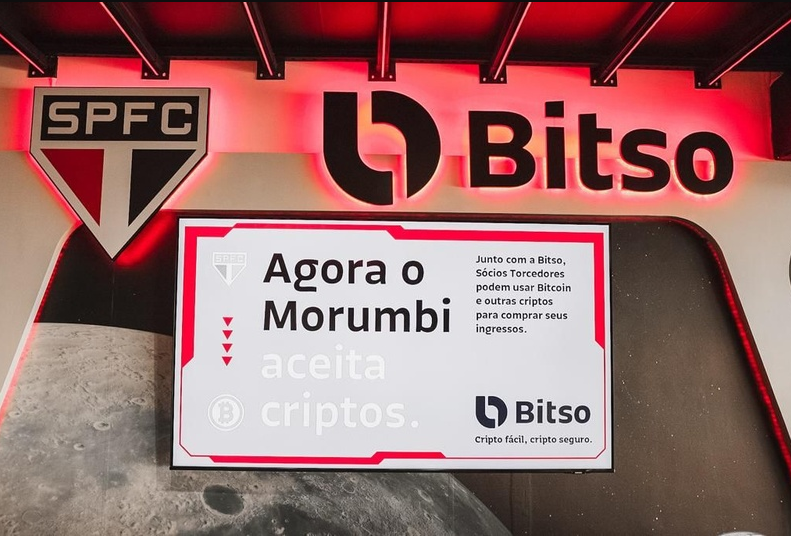 SPFC
Bitso
SPFC
Agora o
Morumbi
aceita
criptos.
Junto com a Bitso,
Sócios Torcedores
podem usar Bitcoin
e outras criptos
para comprar seus
ingressos.
Bitso
Cripto fácil, cripto seguro.